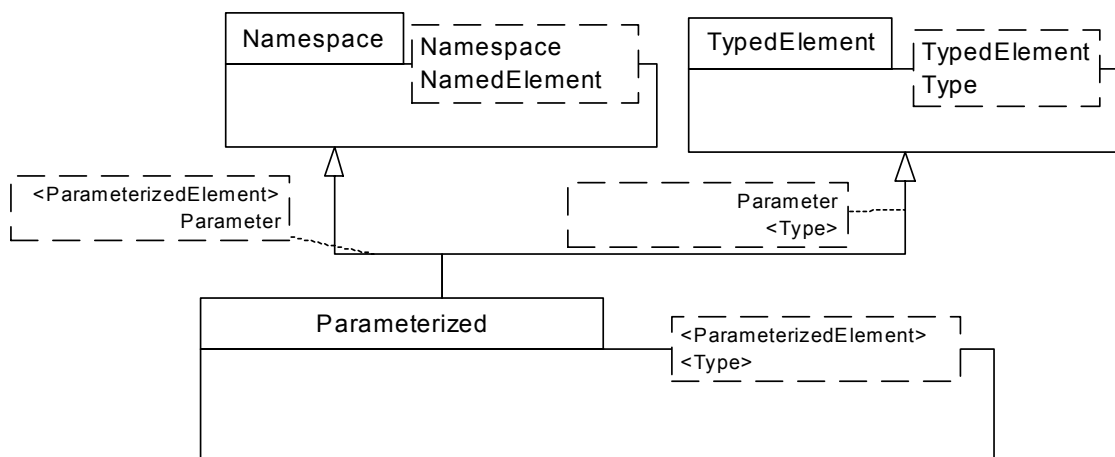 Namespace
Namespace
NamedElement
TypedElement
TypedElement
Type
<ParameterizedElement>
Parameter
Parameter
<Type>
Parameterized
<ParameterizedElement>
<Type>